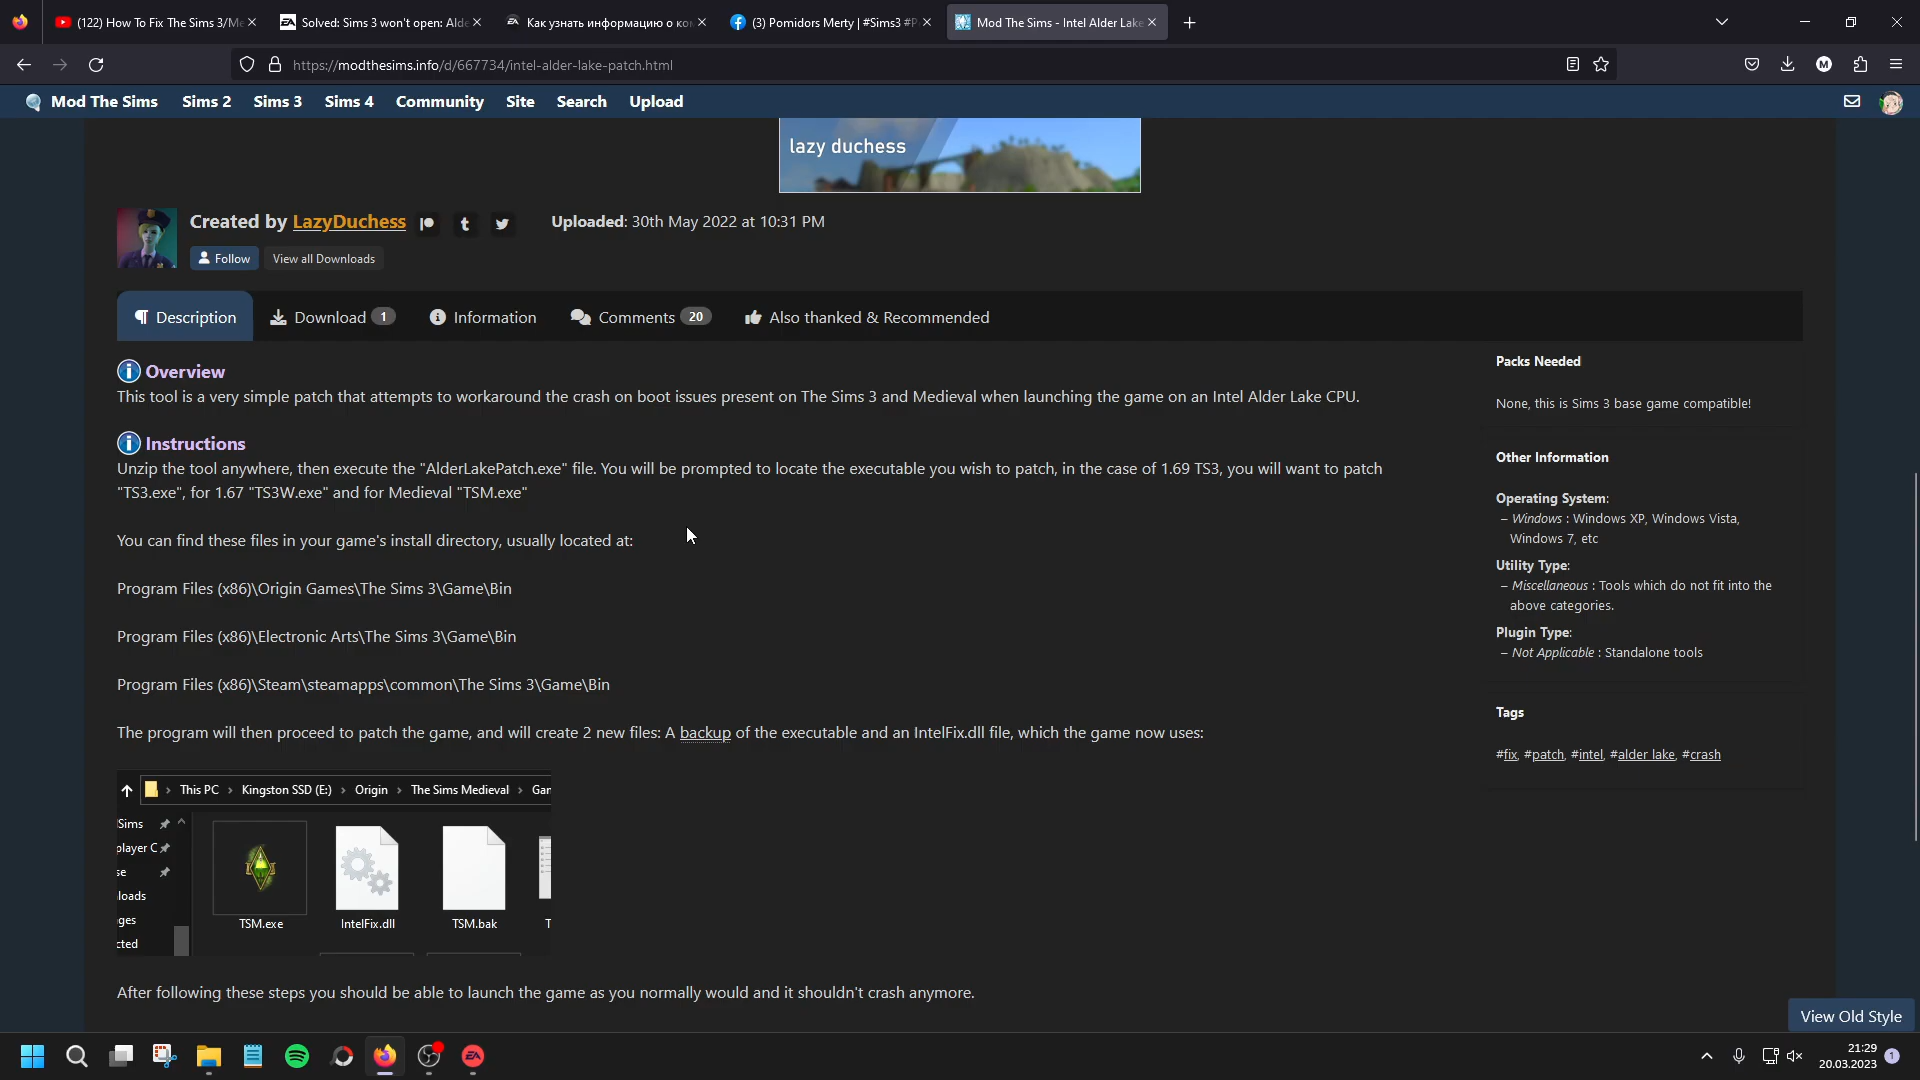 (122) How To Fix The Sims 3/Me
Solved: Sims 3 won't open: Alde
Как узнать информацию о ко
(3) Pomidors Merty | #Sims3 #P
Mod The Sims - Intel Alder Lake
https://modthesims.info/d/667734/intel-alder-lake-patch.html
M
Mod The Sims Sims 2 Sims 3 Sims 4 Community Site Search Upload
lazy duchess
Created by LazyDuchess
Uploaded: 30th May 2022 at 10:31 PM
Follow View all Downloads
Description Download 1 Information Comments 20 Also thanked & Recommended
Overview
This tool is a very simple patch that attempts to workaround the crash on boot issues present on The Sims 3 and Medieval when launching the game on an Intel Alder Lake CPU.
Instructions
Unzip the tool anywhere, then execute the "AlderLakePatch.exe" file. You will be prompted to locate the executable you wish to patch, in the case of 1.69 TS3, you will want to patch
"TS3.exe", for 1.67 "TS3W.exe" and for Medieval "TSM.exe"
You can find these files in your game's install directory, usually located at:
Program Files (x86)\Origin Games\The Sims 3\Game\Bin
Program Files (x86)\Electronic Arts\The Sims 3\Game\Bin
Program Files (x86)\Steam\steamapps\common\The Sims 3\Game\Bin
The program will then proceed to patch the game, and will create 2 new files: A backup of the executable and an IntelFix.dll file, which the game now uses:
This PC > Kingston SSD (E:) > Origin > The Sims Medieval > Gar
Sims
player C
se
loads
ges
cted
TSM.exe IntelFix.dll TSM.bak T
After following these steps you should be able to launch the game as you normally would and it shouldn't crash anymore.
Packs Needed
None, this is Sims 3 base game compatible!
Other Information
Operating System:
– Windows : Windows XP, Windows Vista,
Windows 7, etc
Utility Type:
– Miscellaneous : Tools which do not fit into the
above categories.
Plugin Type:
– Not Applicable : Standalone tools
Tags
#fix, #patch, #intel, #alder lake, #crash
View Old Style
EA
21:29
20.03.2023
1